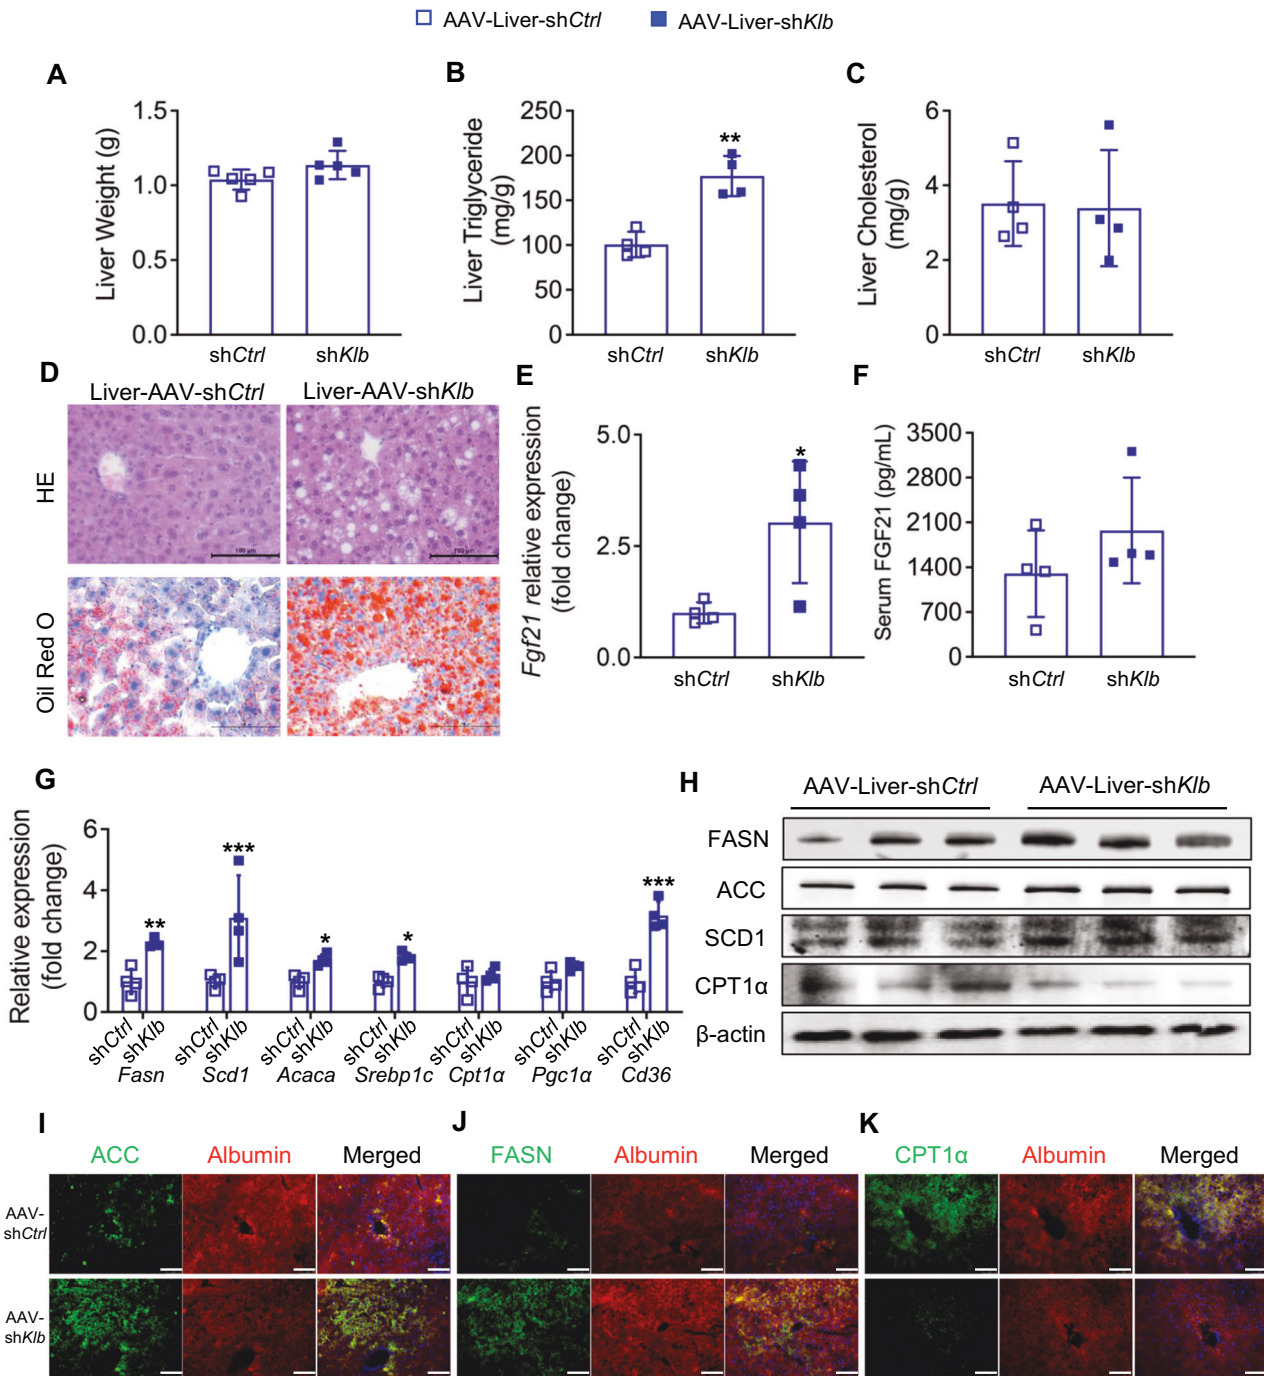 AAV-Liver-shCtrl AAV-Liver-shKlb
A
Liver Weight (g)
1.5
1.0
0.5
0.0
shCtrl shKlb
B
Liver Triglyceride
(mg/g)
250
200
150
100
50
0
**
shCtrl shKlb
C
Liver Cholesterol
(mg/g)
6
4
2
0
shCtrl shKlb
D
Liver-AAV-shCtrl Liver-AAV-shKlb
HE
100 μm
100 μm
Oil Red O
E
Fgf21 relative expression
(fold change)
5.0
2.5
0.0
*
shCtrl shKlb
F
Serum FGF21 (pg/mL)
3500
2800
2100
1400
700
0
shCtrl shKlb
G
Relative expression
(fold change)
6
4
2
0
** *** * * ***
shCtrl shKlb shCtrl shKlb shCtrl shKlb shCtrl shKlb shCtrl shKlb shCtrl shKlb shCtrl shKlb
Fasn Scd1 Acaca Srebp1c Cpt1α Pgc1α Cd36
H
AAV-Liver-shCtrl AAV-Liver-shKlb
FASN
ACC
SCD1
CPT1α
β-actin
I
ACC Albumin Merged
J
FASN Albumin Merged
K
CPT1α Albumin Merged
AAV-
shCtrl
AAV-
shKlb